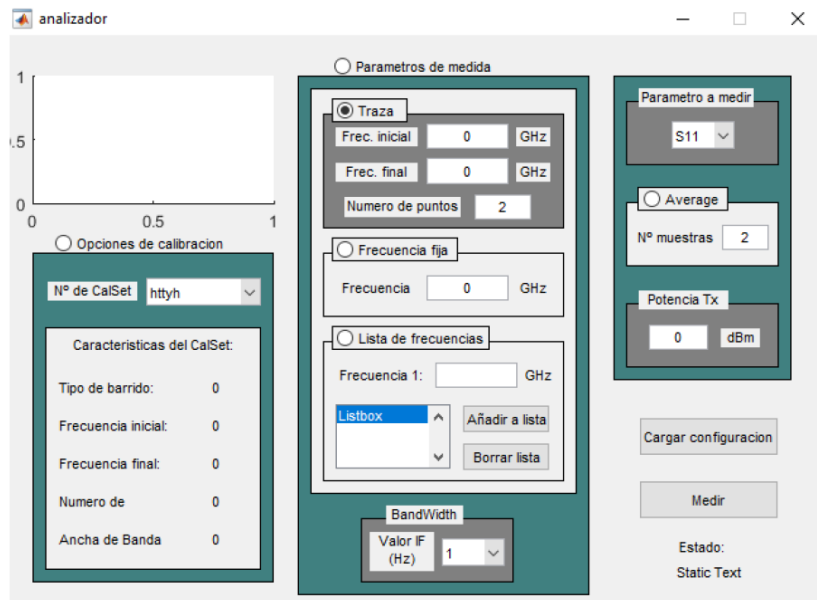 analizador
1
.5
0
0 0.5 1
Opciones de calibracion
Nº de CalSet httyh
Caracteristicas del CalSet:
Tipo de barrido: 0
Frecuencia inicial: 0
Frecuencia final: 0
Numero de 0
Ancha de Banda 0
Parametros de medida
Traza
Frec. inicial 0 GHz
Frec. final 0 GHz
Numero de puntos 2
Frecuencia fija
Frecuencia 0 GHz
Lista de frecuencias
Frecuencia 1: GHz
Listbox
Añadir a lista
Borrar lista
BandWidth
Valor IF
(Hz)
1
Parametro a medir
S11
Average
Nº muestras 2
Potencia Tx
0 dBm
Cargar configuracion
Medir
Estado:
Static Text